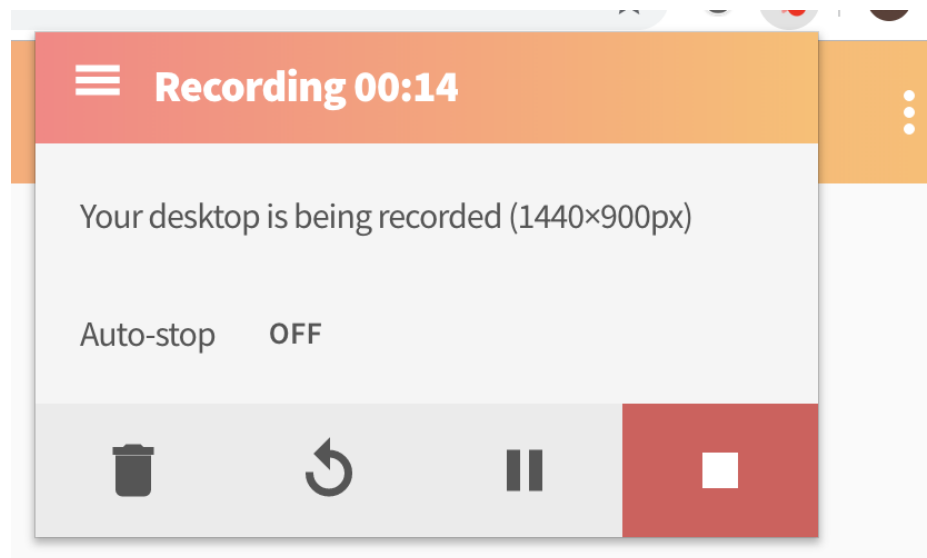 Recording 00:14
Your desktop is being recorded (1440×900px)
Auto-stop OFF